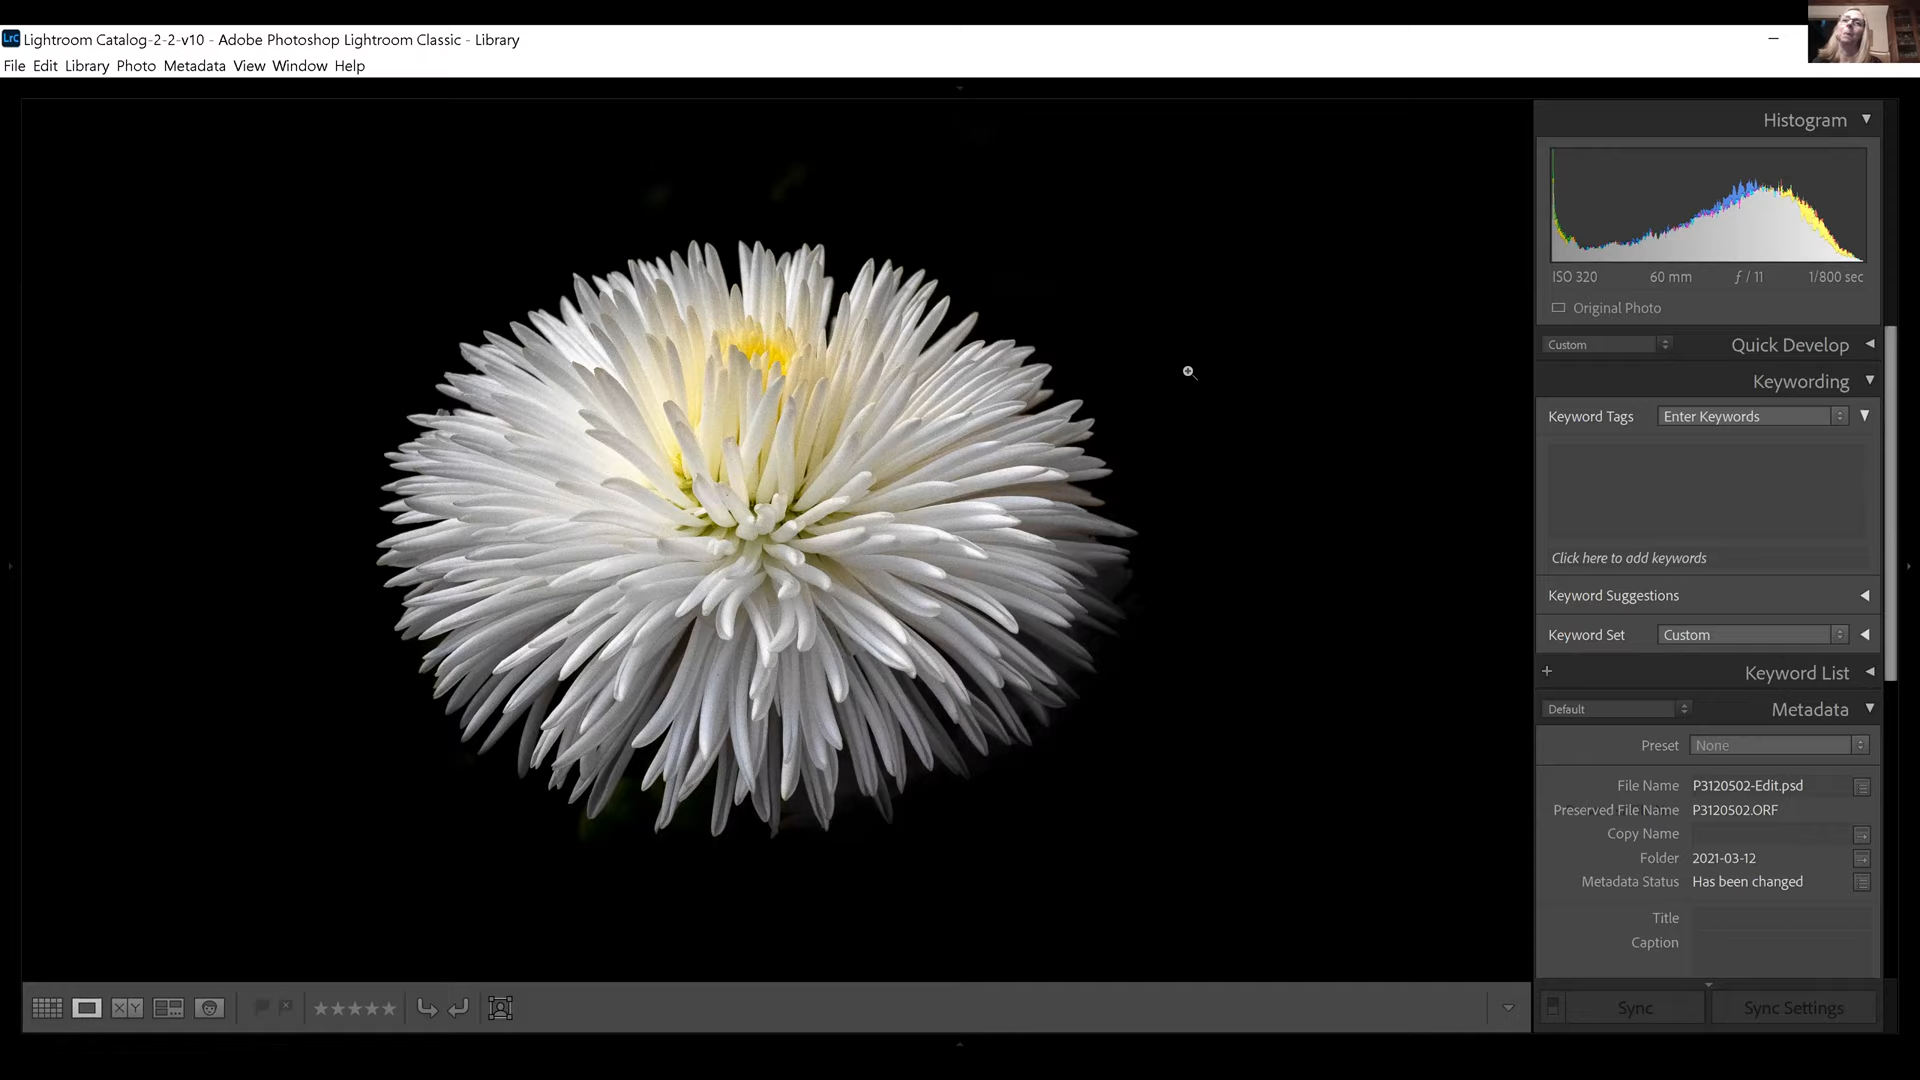 Lrc Lightroom Catalog-2-2-v10 - Adobe Photoshop Lightroom Classic - Library
File Edit Library Photo Metadata View Window Help
Histogram
ISO 320 60 mm ƒ / 11 1/800 sec
Original Photo
Custom Quick Develop
Keywording
Keyword Tags Enter Keywords
Click here to add keywords
Keyword Suggestions
Keyword Set Custom
+ Keyword List
Default Metadata
Preset None
File Name P3120502-Edit.psd
Preserved File Name P3120502.ORF
Copy Name
Folder 2021-03-12
Metadata Status Has been changed
Title
Caption
X Y
Sync Sync Settings